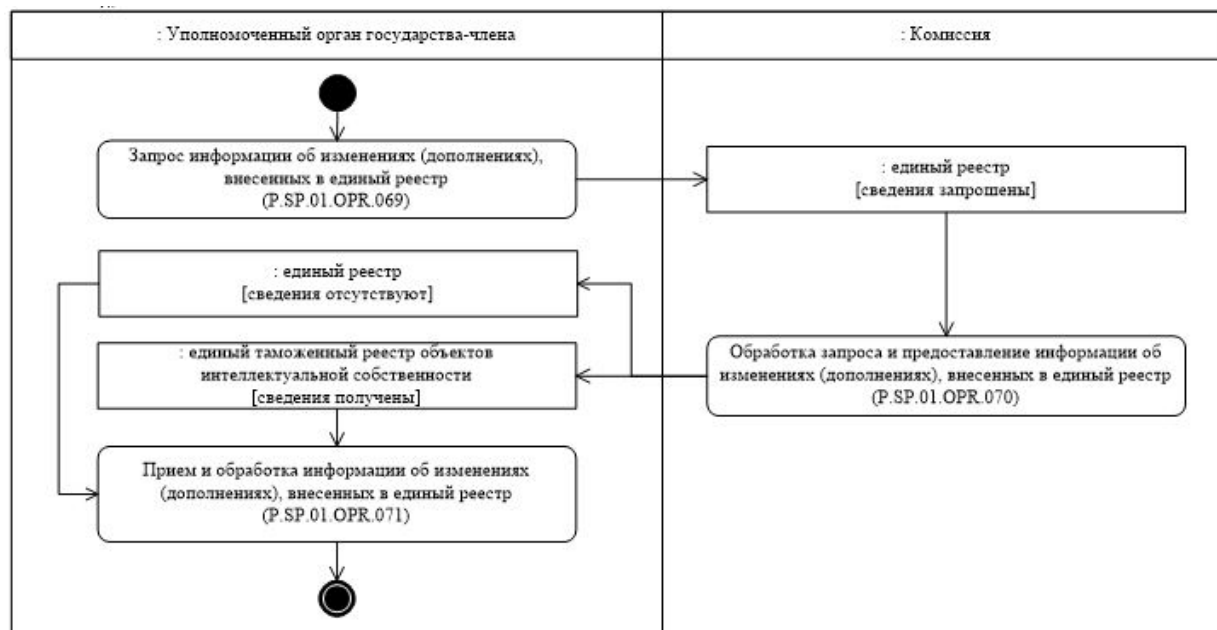 : Уполномоченный орган государства-члена
: Комиссия
Запрос информации об изменениях (дополнениях),
внесенных в единый реестр
(P.SP.01.OPR.069)
: единый реестр
[сведения запрошены]
: единый реестр
[сведения отсутствуют]
: единый таможенный реестр объектов
интеллектуальной собственности
[сведения получены]
Обработка запроса и предоставление информации об
изменениях (дополнениях), внесенных в единый реестр
(P.SP.01.OPR.070)
Прием и обработка информации об изменениях
(дополнениях), внесенных в единый реестр
(P.SP.01.OPR.071)